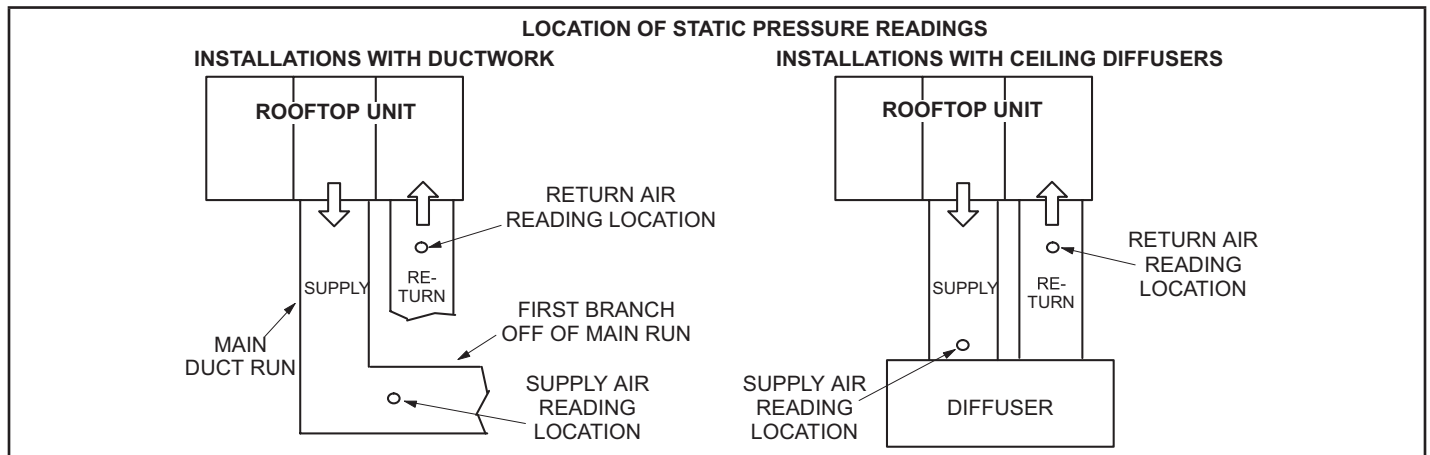 LOCATION OF STATIC PRESSURE READINGS
INSTALLATIONS WITH DUCTWORK
ROOFTOP UNIT
RETURN AIR
READING LOCATION
SUPPLY
RE-
TURN
FIRST BRANCH
OFF OF MAIN RUN
MAIN
DUCT RUN
SUPPLY AIR
READING
LOCATION
INSTALLATIONS WITH CEILING DIFFUSERS
ROOFTOP UNIT
RETURN AIR
READING
LOCATION
SUPPLY
RE-
TURN
SUPPLY AIR
READING
LOCATION
DIFFUSER